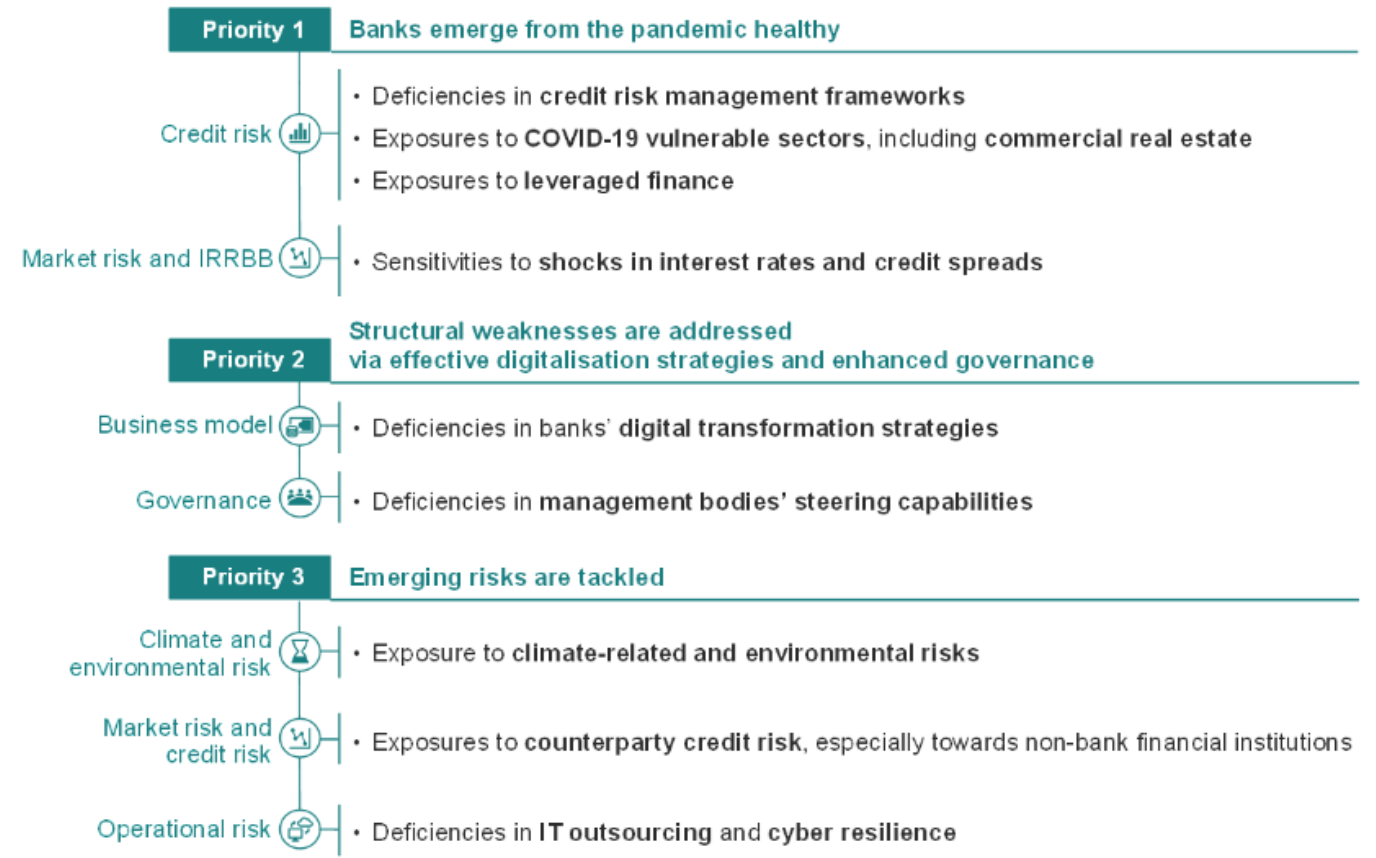 Priority 1
Banks emerge from the pandemic healthy
Credit risk
• Deficiencies in credit risk management frameworks
• Exposures to COVID-19 vulnerable sectors, including commercial real estate
• Exposures to leveraged finance
Market risk and IRRBB
• Sensitivities to shocks in interest rates and credit spreads
Priority 2
Structural weaknesses are addressed
via effective digitalisation strategies and enhanced governance
Business model
• Deficiencies in banks' digital transformation strategies
Governance
• Deficiencies in management bodies' steering capabilities
Priority 3
Emerging risks are tackled
Climate and
environmental risk
• Exposure to climate-related and environmental risks
Market risk and
credit risk
• Exposures to counterparty credit risk, especially towards non-bank financial institutions
Operational risk
• Deficiencies in IT outsourcing and cyber resilience